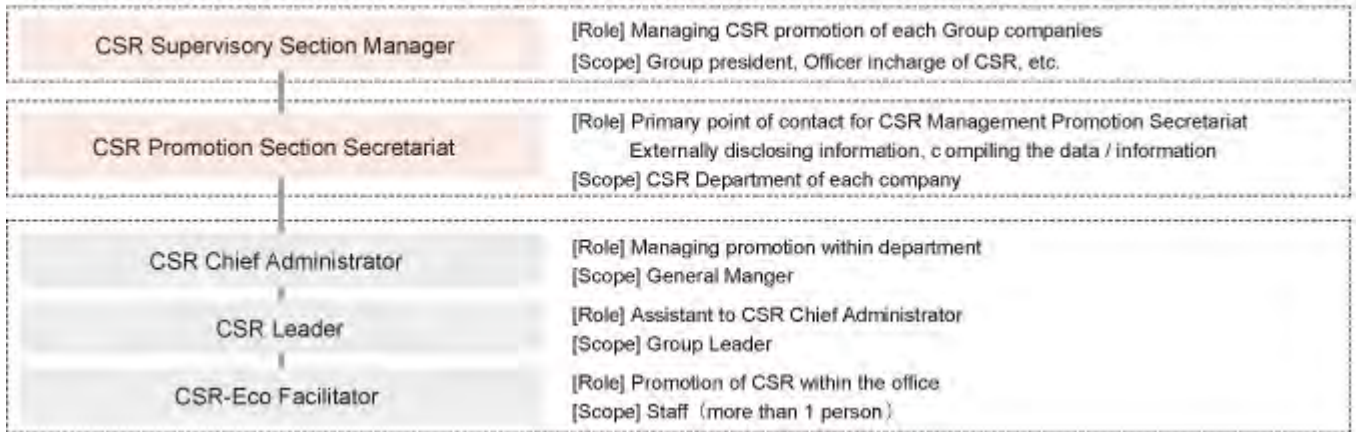 CSR Supervisory Section Manager
[Role] Managing CSR promotion of each Group companies
[Scope] Group president, Officer incharge of CSR, etc.
CSR Promotion Section Secretariat
[Role] Primary point of contact for CSR Management Promotion Secretariat
Externally disclosing information, c ompiling the data / information
[Scope] CSR Department of each company
CSR Chief Administrator
[Role] Managing promotion within department
[Scope] General Manger
CSR Leader
[Role] Assistant to CSR Chief Administrator
[Scope] Group Leader
CSR-Eco Facilitator
[Role] Promotion of CSR within the office
[Scope] Staff（more than 1 person）